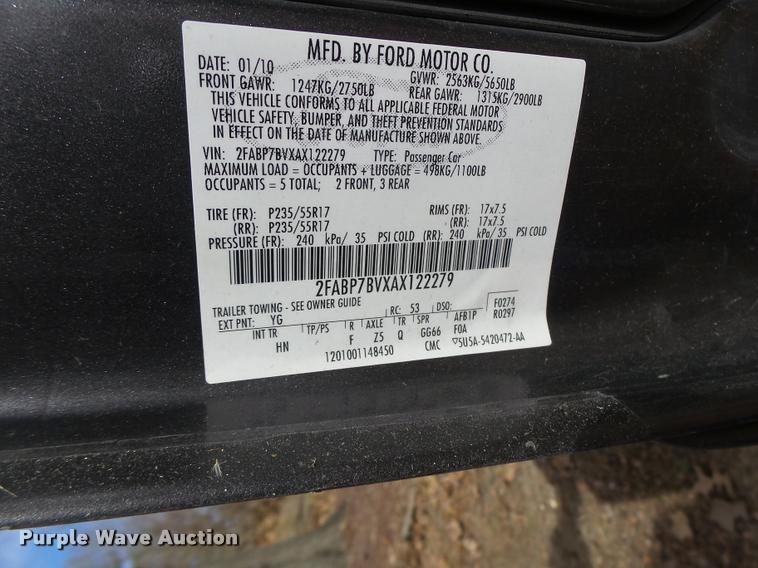 MFD. BY FORD MOTOR CO.
DATE: 01/10 GVWR: 2563KG/5650LB
FRONT GAWR: 1247KG/2750LB REAR GAWR: 1315KG/2900LB
THIS VEHICLE CONFORMS TO ALL APPLICABLE FEDERAL MOTOR
VEHICLE SAFETY, BUMPER, AND THEFT PREVENTION STANDARDS
IN EFFECT ON THE DATE OF MANUFACTURE SHOWN ABOVE.
VIN: 2FABP7BVXAX122279 TYPE: Passenger Car
MAXIMUM LOAD = OCCUPANTS + LUGGAGE = 498KG/1100LB
OCCUPANTS = 5 TOTAL; 2 FRONT, 3 REAR
TIRE (FR): P235/55R17 RIMS (FR): 17x7.5
(RR): P235/55R17 (RR): 17x7.5
PRESSURE (FR): 240 kPa/ 35 PSI COLD (RR): 240 kPa/ 35 PSI COLD
2FABP7BVXAX122279
TRAILER TOWING - SEE OWNER GUIDE
EXT PNT: YG RC: 53 DSO: F0274
INT TR TP/PS R AXLE TR SPR AFB1P R0297
HN F Z5 Q GG66 F0A
1201001148450 CMC ▽5U5A-5420472-AA
Purple Wave Auction